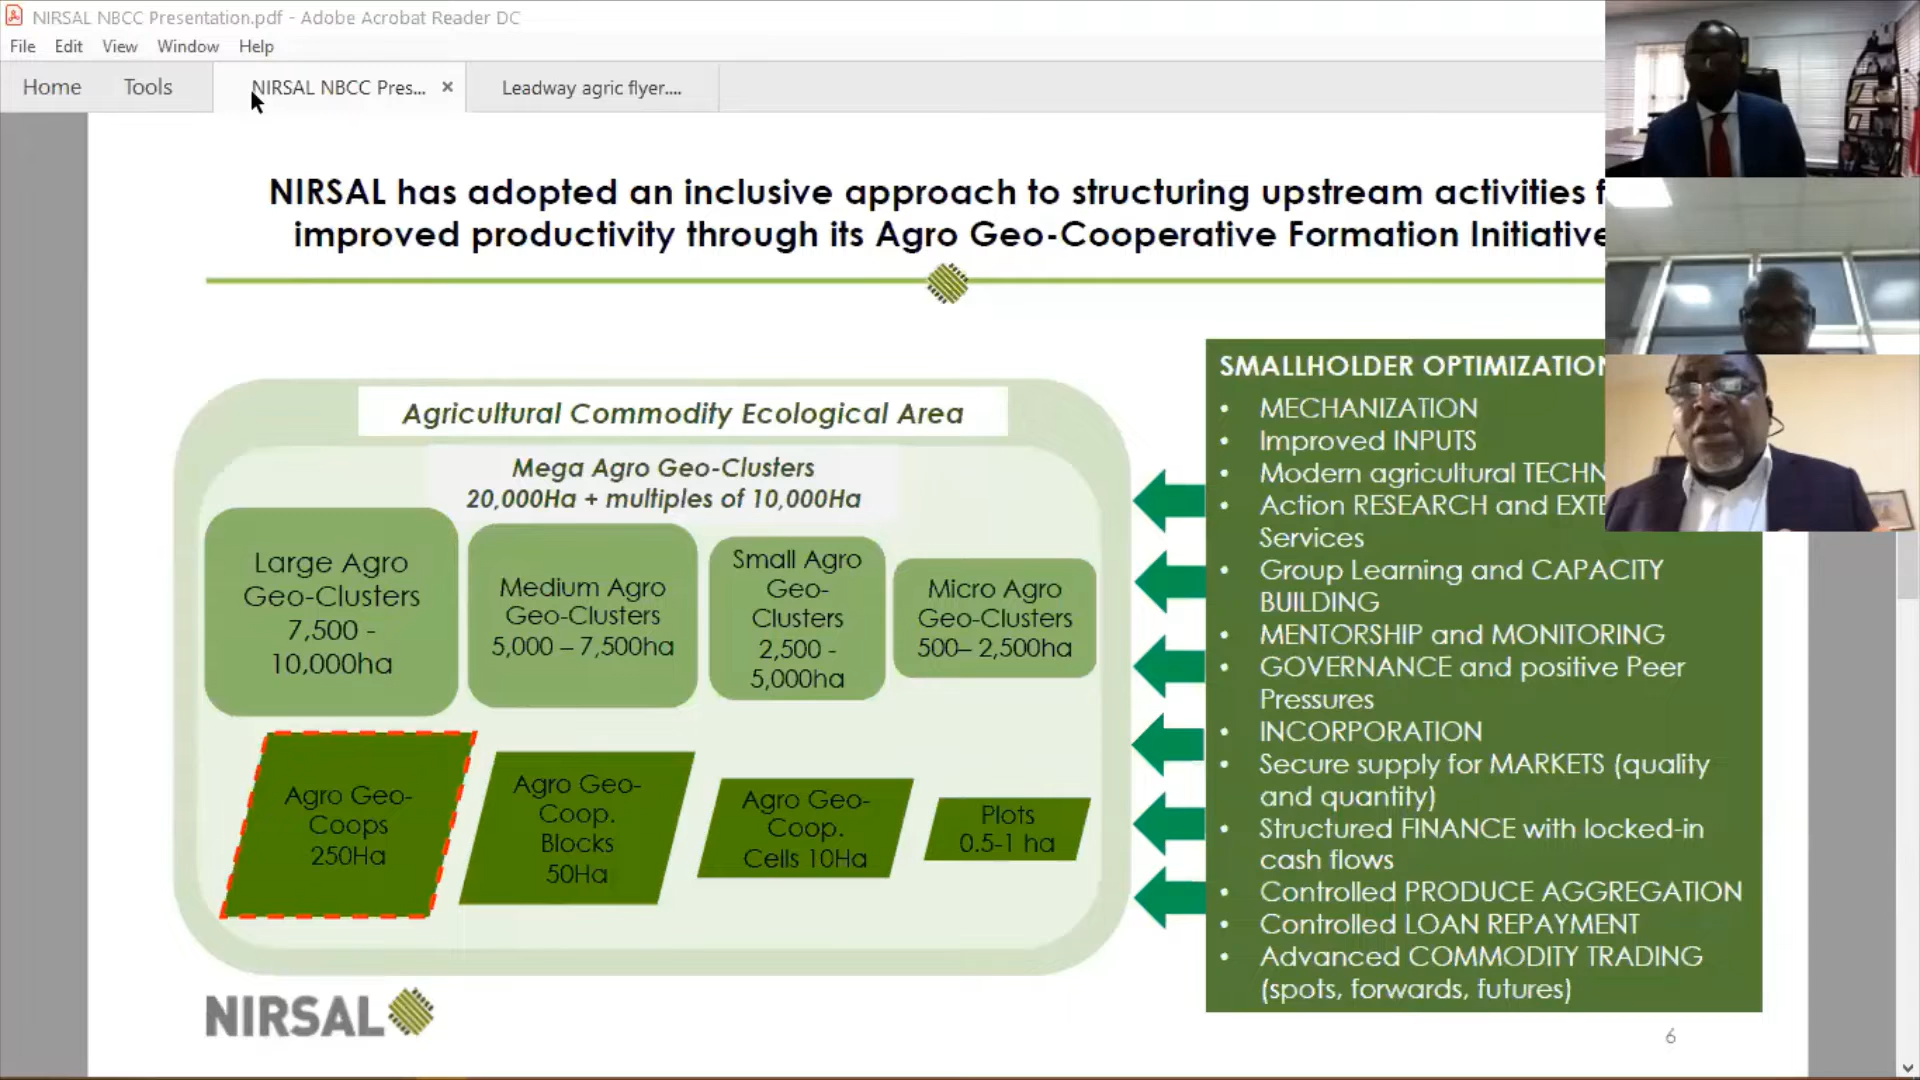 NIRSAL NBCC Presentation.pdf - Adobe Acrobat Reader DC
File Edit View Window Help
Home Tools NIRSAL NBCC Pres... × Leadway agric flyer....
NIRSAL has adopted an inclusive approach to structuring upstream activities
improved productivity through its Agro Geo-Cooperative Formation Initiative
Agricultural Commodity Ecological Area
Mega Agro Geo-Clusters
20,000Ha + multiples of 10,000Ha
Large Agro
Geo-Clusters
7,500 -
10,000ha
Medium Agro
Geo-Clusters
5,000 – 7,500ha
Small Agro
Geo-
Clusters
2,500 -
5,000ha
Micro Agro
Geo-Clusters
500– 2,500ha
Agro Geo-
Coops
250Ha
Agro Geo-
Coop.
Blocks
50Ha
Agro Geo-
Coop.
Cells 10Ha
Plots
0.5-1 ha
SMALLHOLDER OPTIMIZATION
• MECHANIZATION
• Improved INPUTS
• Modern agricultural TECHN
• Action RESEARCH and EXTE
Services
• Group Learning and CAPACITY
BUILDING
• MENTORSHIP and MONITORING
• GOVERNANCE and positive Peer
Pressures
• INCORPORATION
• Secure supply for MARKETS (quality
and quantity)
• Structured FINANCE with locked-in
cash flows
• Controlled PRODUCE AGGREGATION
• Controlled LOAN REPAYMENT
• Advanced COMMODITY TRADING
(spots, forwards, futures)
NIRSAL
6